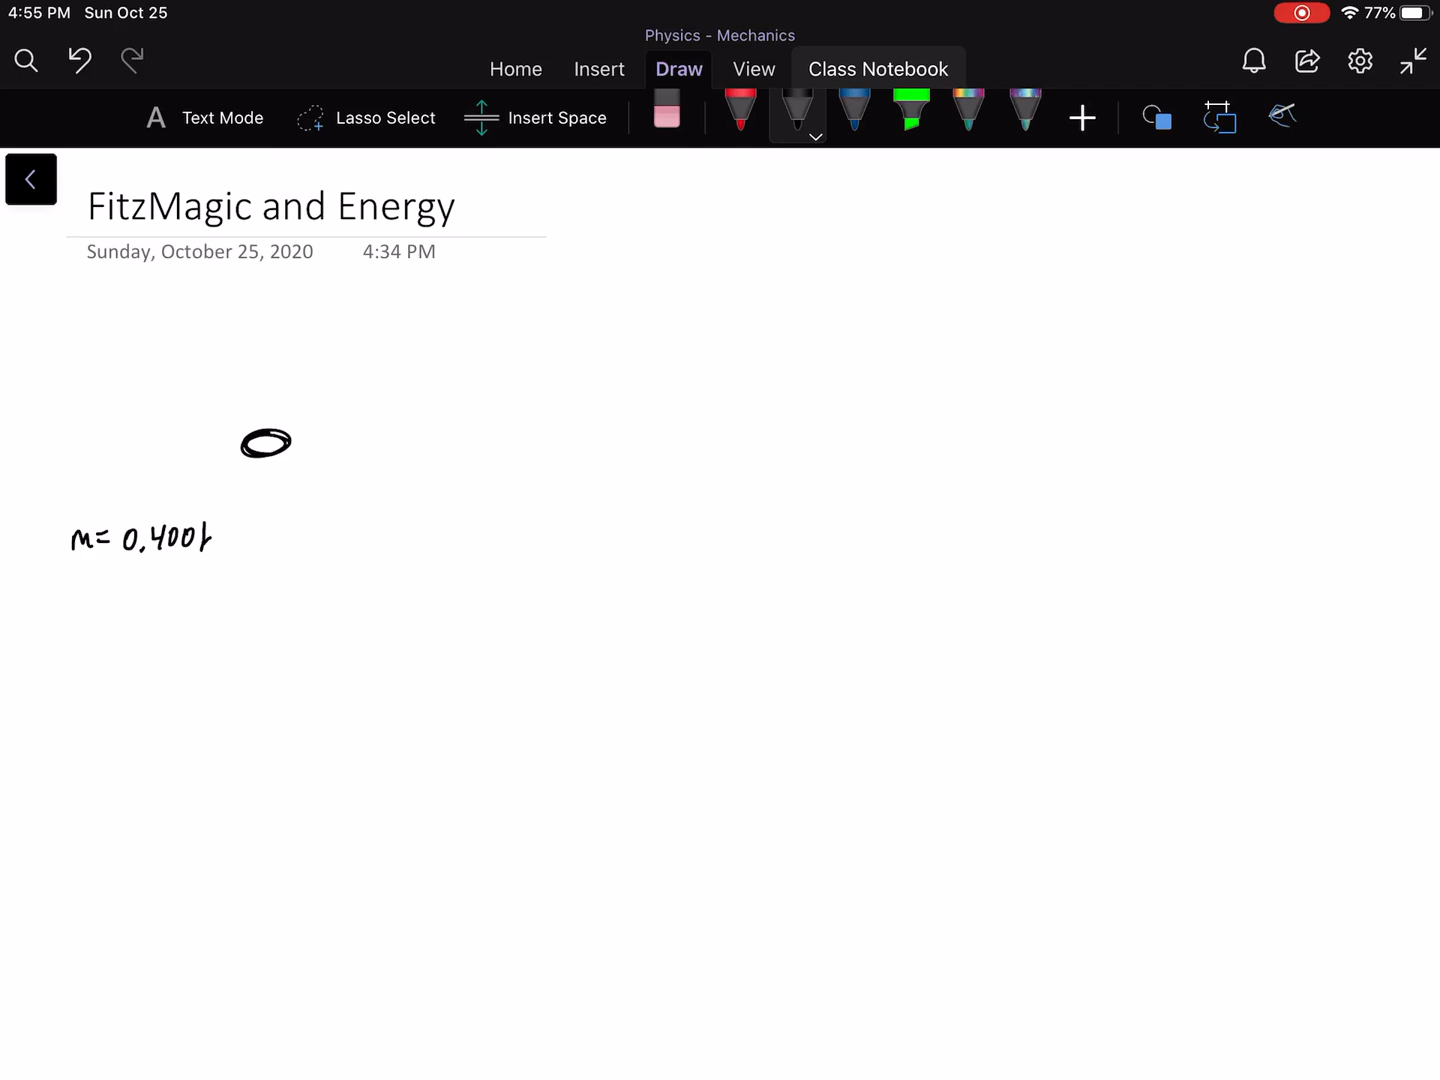 4:55 PM Sun Oct 25
77%
Physics - Mechanics
Home Insert Draw View Class Notebook
Text Mode Lasso Select Insert Space
FitzMagic and Energy
Sunday, October 25, 2020 4:34 PM
m= 0.400